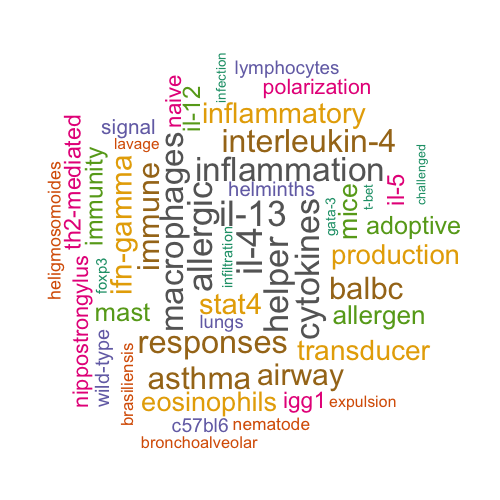 infection
lymphocytes
polarization
naive
il-12
inflammatory
signal
lavage
interleukin-4
th2-mediated
immunity
macrophages
inflammation
challenged
heligmosomoides
ifn-gamma
immune
allergic
helminths
il-13
gata-3
mice
t-bet
il-5
adoptive
foxp3
infiltration
il-4
helper
cytokines
production
nippostrongylus
mast
stat4
balbc
allergen
lungs
wild-type
brasiliensis
responses
transducer
asthma
airway
eosinophils
igg1
expulsion
c57bl6
nematode
bronchoalveolar